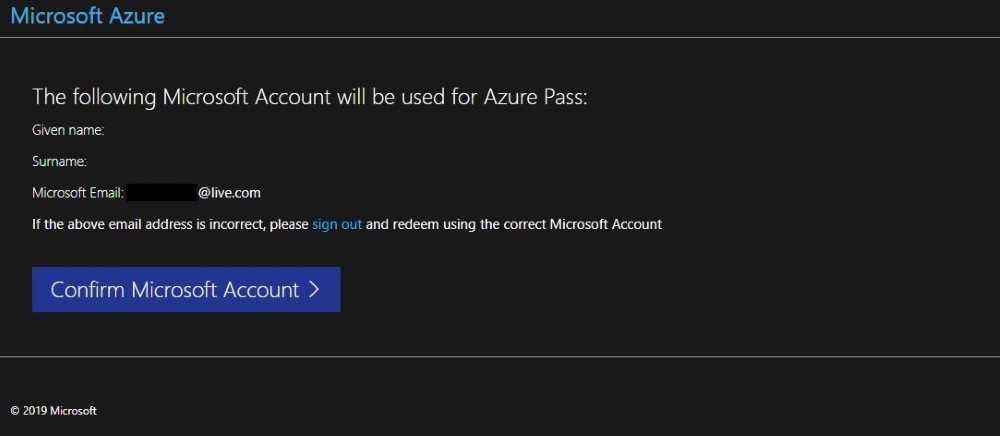 Microsoft Azure
The following Microsoft Account will be used for Azure Pass:
Given name:
Surname:
Microsoft Email: @live.com
If the above email address is incorrect, please sign out and redeem using the correct Microsoft Account
Confirm Microsoft Account >
© 2019 Microsoft